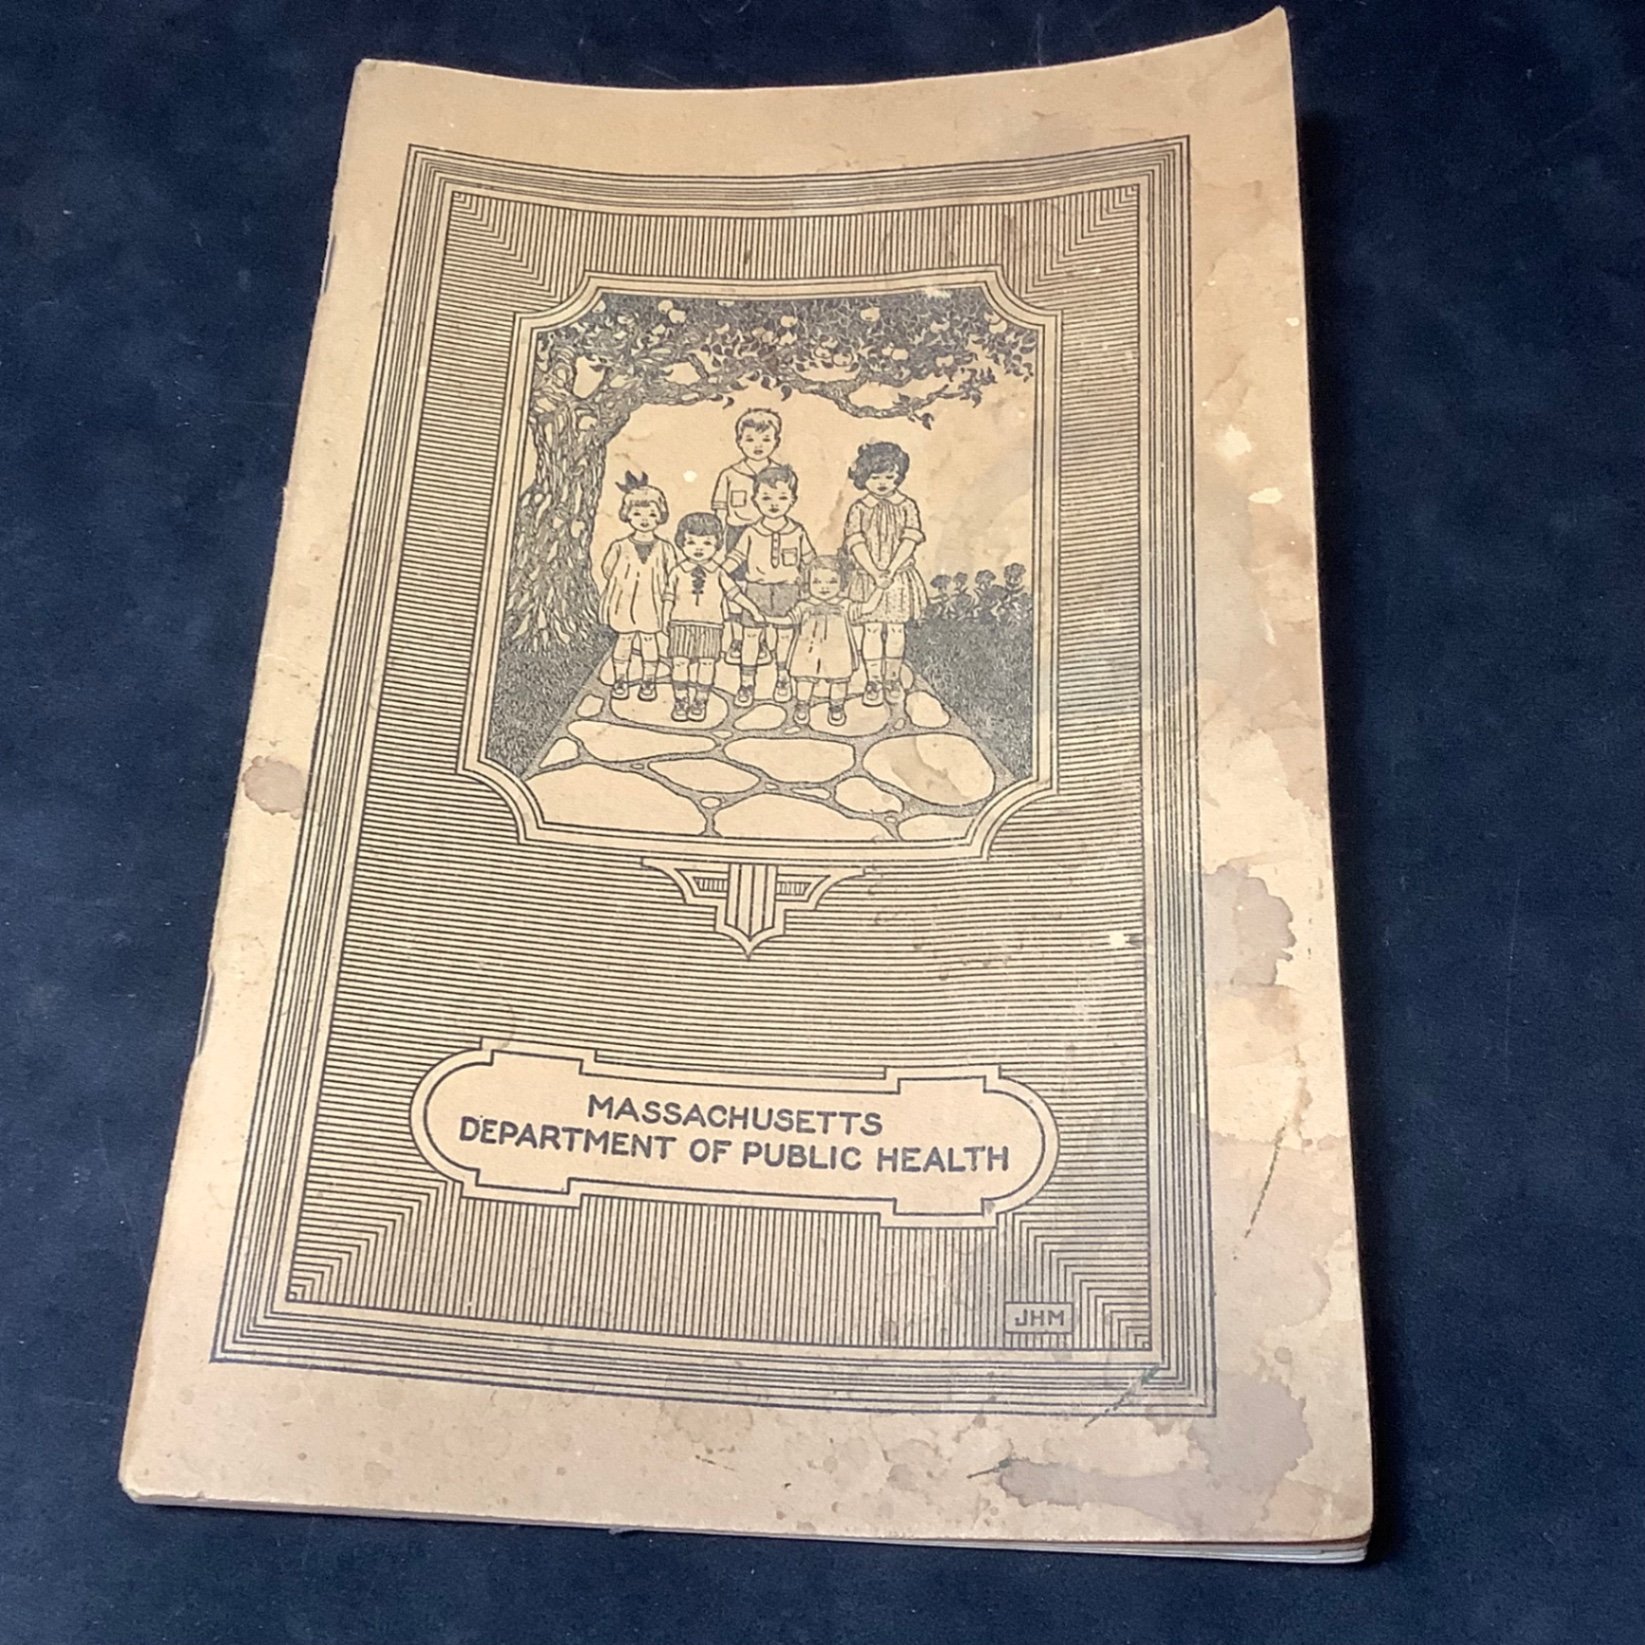 MASSACHUSETTS
DEPARTMENT OF PUBLIC HEALTH
JHM